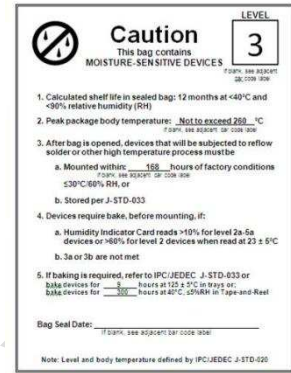 LEVEL
3
Caution
This bag contains
MOISTURE-SENSITIVE DEVICES
If blank, see adjacent
bar code label
1. Calculated shelf life in sealed bag: 12 months at <40°C and
<90% relative humidity (RH)
2. Peak package body temperature: Not to exceed 260 °C
If blank, see adjacent bar code label
3. After bag is opened, devices that will be subjected to reflow
solder or other high temperature process must be
a. Mounted within: 168 hours of factory conditions
If blank, see adjacent bar code label
≤30°C/60% RH, or
b. Stored per J-STD-033
4. Devices require bake, before mounting, if:
a. Humidity Indicator Card reads >10% for level 2a-5a
devices or >60% for level 2 devices when read at 23 ± 5°C
b. 3a or 3b are not met
5. If baking is required, refer to IPC/JEDEC J-STD-033 or
bake devices for 9 hours at 125 ± 5°C in trays or;
bake devices for 300 hours at 40°C, ≤5%RH in Tape-and-Reel
Bag Seal Date:
If blank, see adjacent bar code label
Note: Level and body temperature defined by IPC/JEDEC J-STD-020